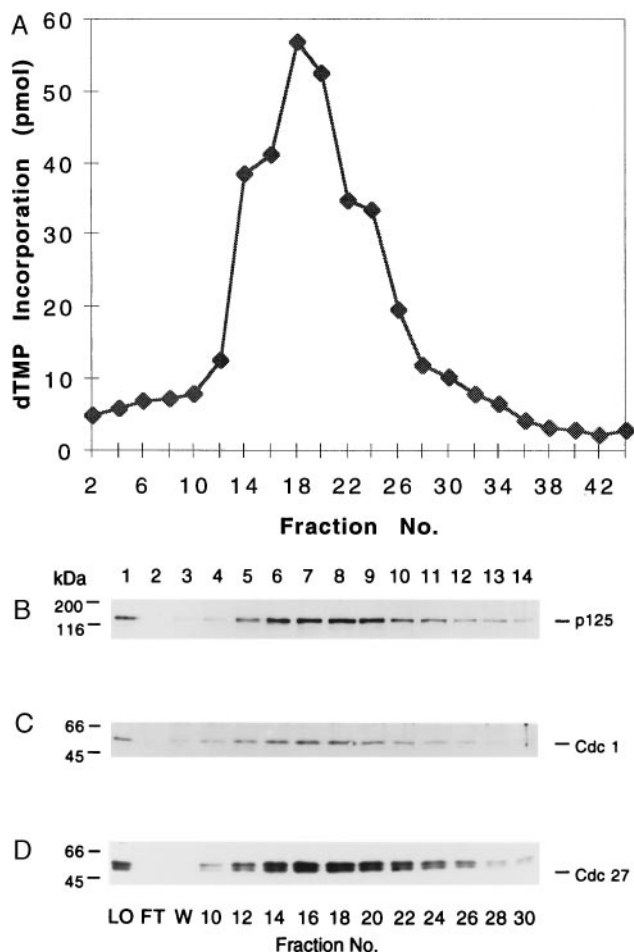 A
dTMP Incorporation (pmol)
60
50
40
30
20
10
0
2 6 10 14 18 22 26 30 34 38 42
Fraction No.
kDa 1 2 3 4 5 6 7 8 9 10 11 12 13 14
B 200 p125
116
C 66
45 Cdc 1
D 66
45 Cdc 27
LO FT W 10 12 14 16 18 20 22 24 26 28 30
Fraction No.